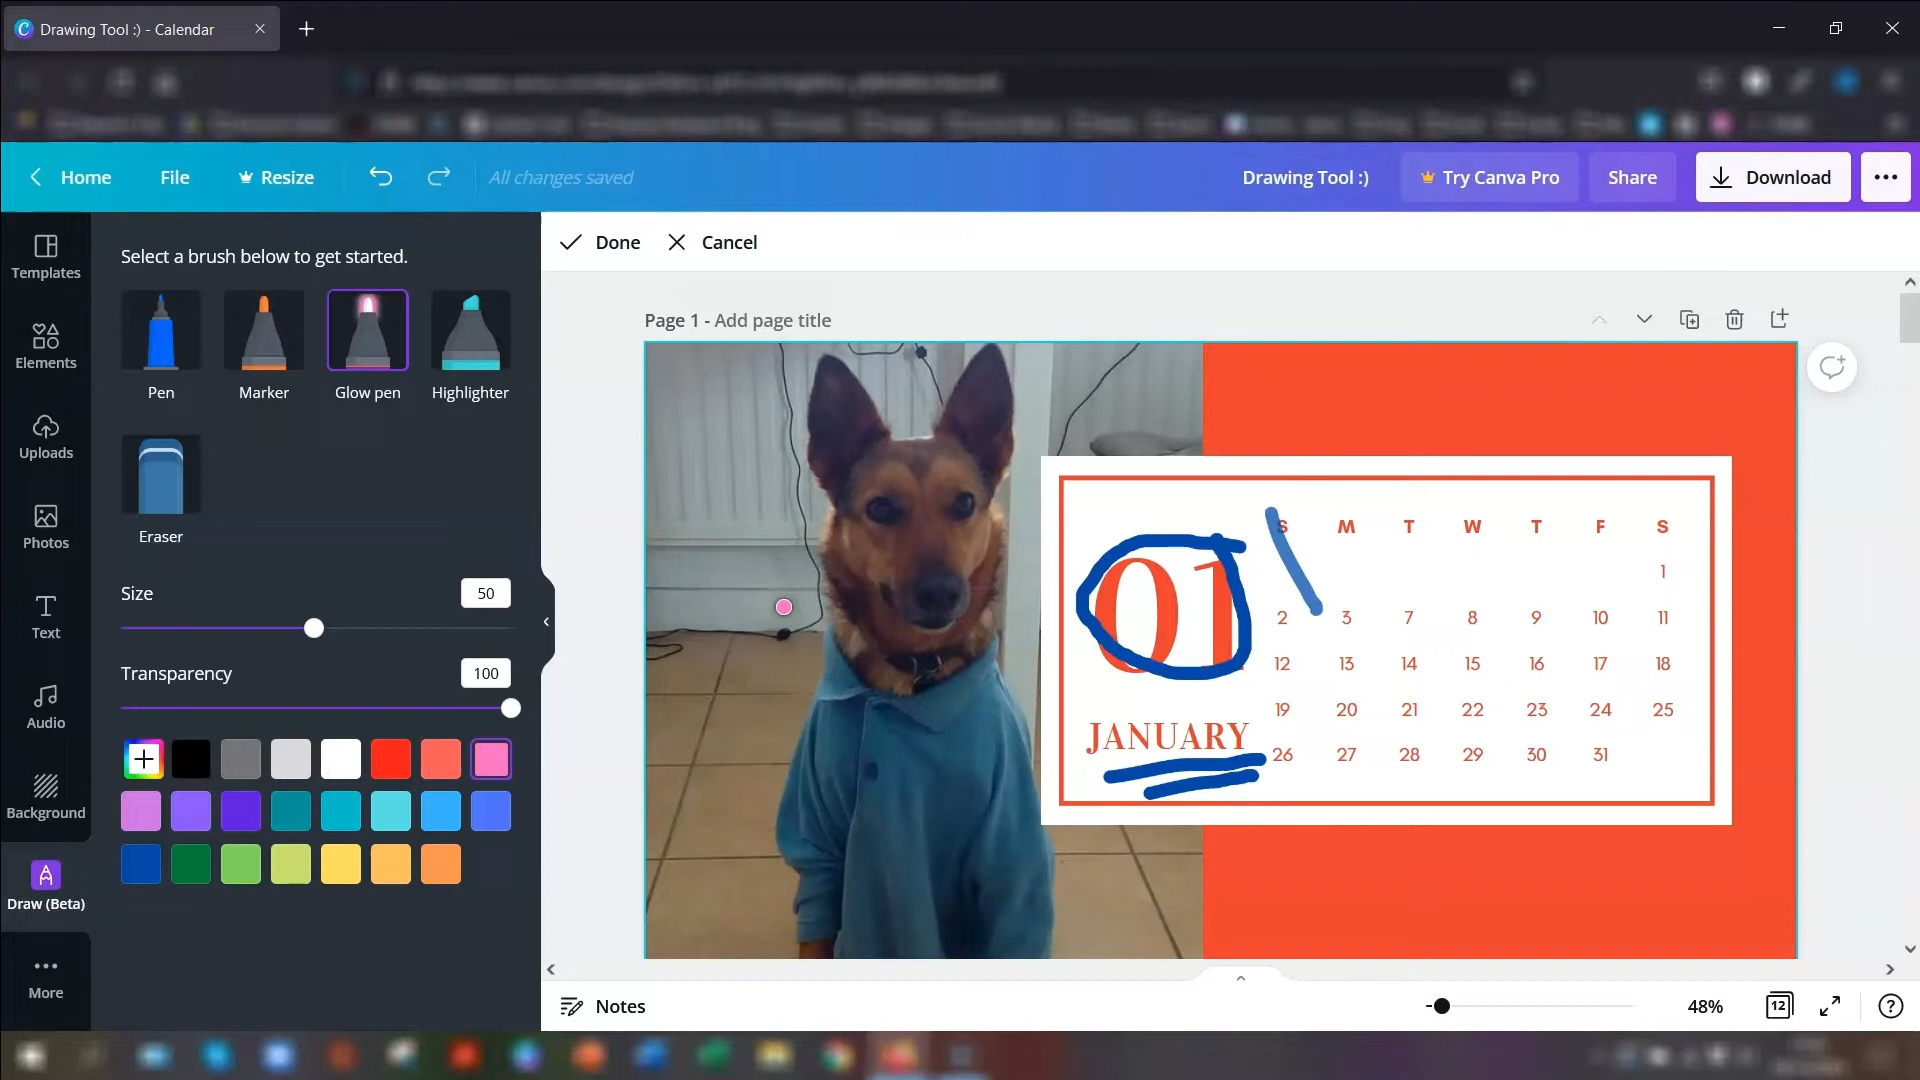 Drawing Tool :) - Calendar
Home File Resize All changes saved Drawing Tool :) Try Canva Pro Share Download
Templates
Elements
Uploads
Photos
Text
Audio
Background
Draw (Beta)
More
Select a brush below to get started.
Pen Marker Glow pen Highlighter
Eraser
Size 50
Transparency 100
Done Cancel
Page 1 - Add page title
01
JANUARY
S M T W T F S
1
2 3 7 8 9 10 11
12 13 14 15 16 17 18
19 20 21 22 23 24 25
26 27 28 29 30 31
Notes 48% 12